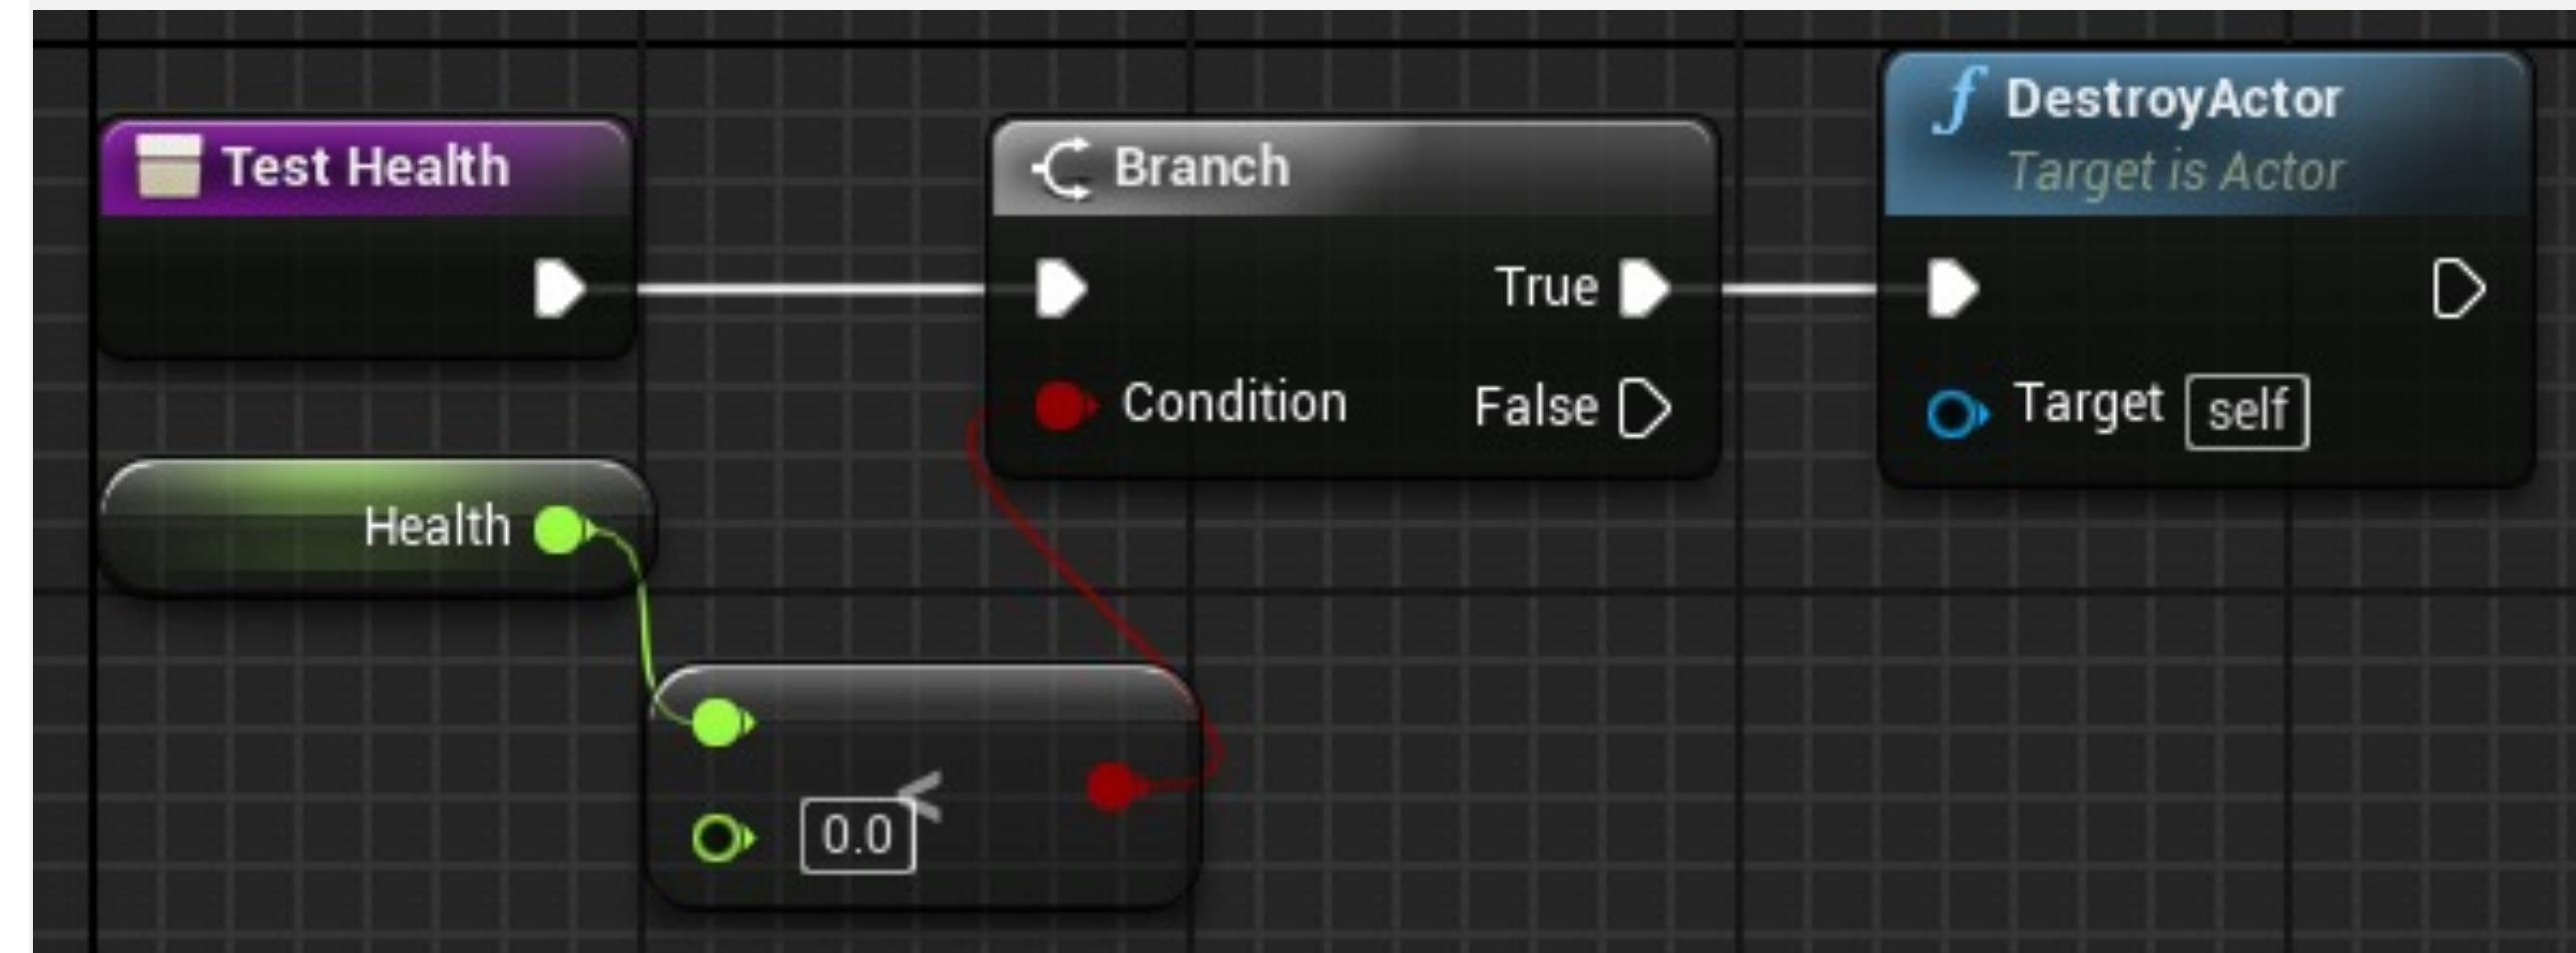 Test Health
Branch
DestroyActor
Target is Actor
True
Condition
False
Target self
Health
<
0.0